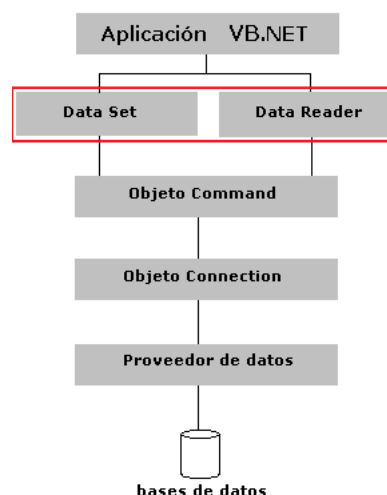 Aplicación VB.NET
Data Set
Data Reader
Objeto Command
Objeto Connection
Proveedor de datos
bases de datos